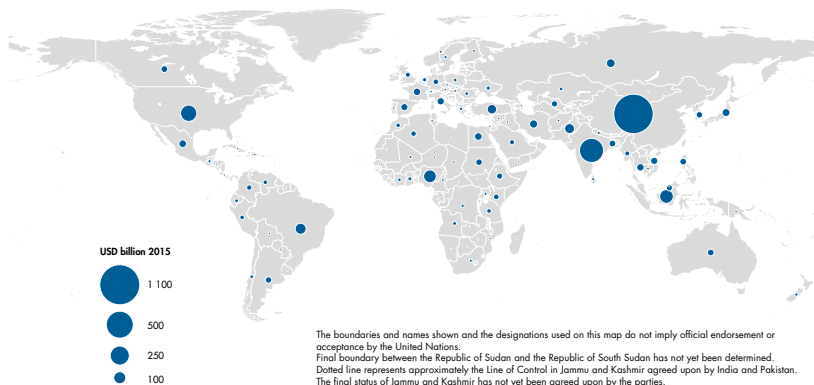 USD billion 2015
1 100
500
250
100
The boundaries and names shown and the designations used on this map do not imply official endorsement or
acceptance by the United Nations.
Final boundary between the Republic of Sudan and the Republic of South Sudan has not yet been determined.
Dotted line represents approximately the Line of Control in Jammu and Kashmir agreed upon by India and Pakistan.
The final status of Jammu and Kashmir has not yet been agreed upon by the parties.